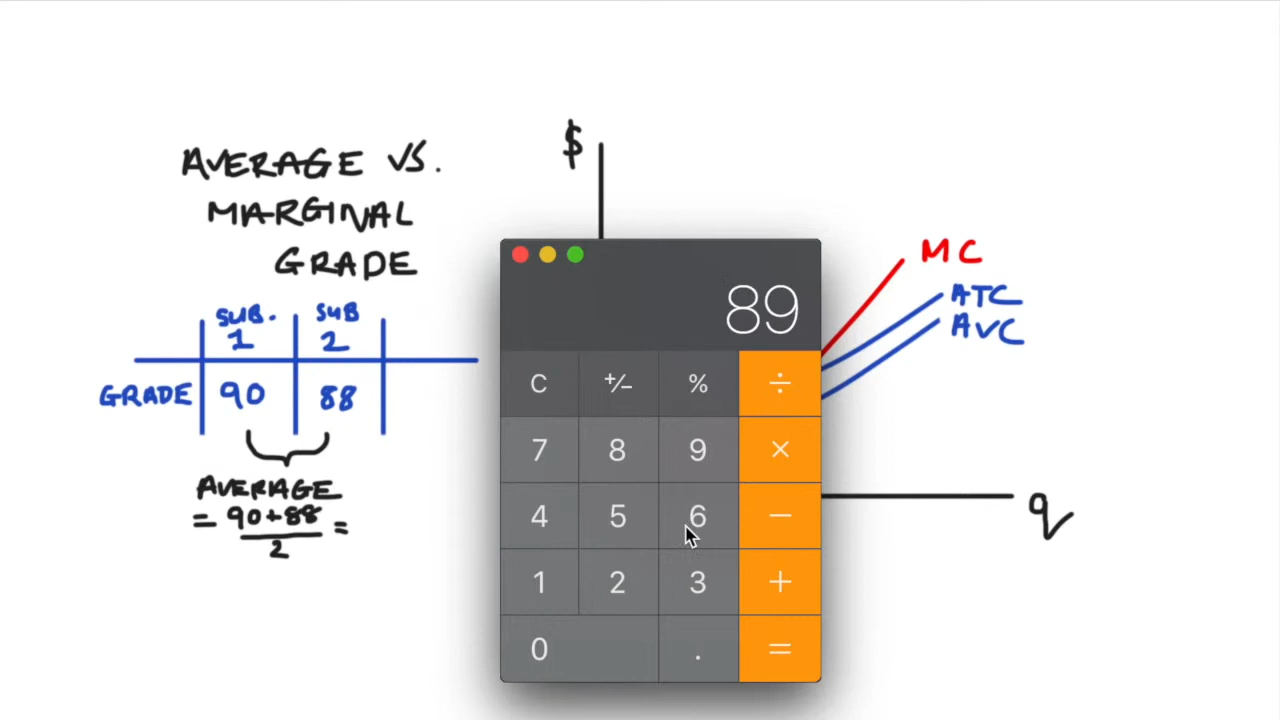 AVERAGE VS.
MARGINAL
GRADE
SUB. SUB
1 2
GRADE 90 88
AVERAGE
= 90+88 =
2
$
89
C +/− % ÷
7 8 9 ×
4 5 6 −
1 2 3 +
0 . =
MC
ATC
AVC
q